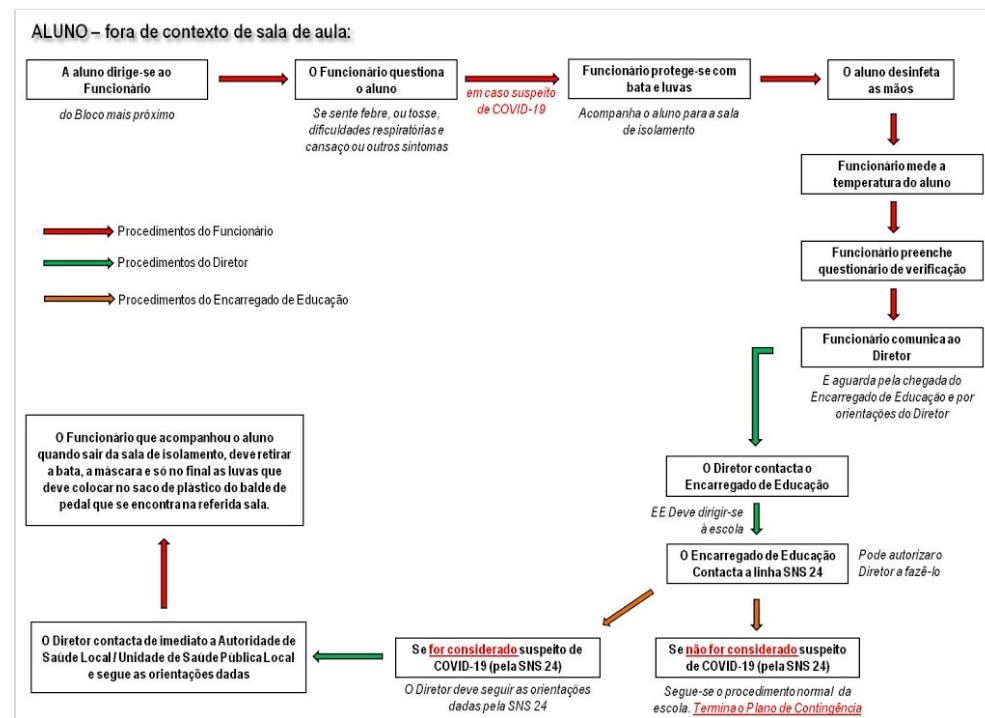 ALUNO – fora de contexto de sala de aula:
A aluno dirige-se ao
Funcionário
do Bloco mais próximo
O Funcionário questiona
o aluno
Se sente febre, ou tosse,
dificuldades respiratórias e
cansaço ou outros sintomas
em caso suspeito
de COVID-19
Funcionário protege-se com
bata e luvas
Acompanha o aluno para a sala
de isolamento
O aluno desinfeta
as mãos
Funcionário mede a
temperatura do aluno
Funcionário preenche
questionário de verificação
Funcionário comunica ao
Diretor
E aguarda pela chegada do
Encarregado de Educação e por
orientações do Diretor
Procedimentos do Funcionário
Procedimentos do Diretor
Procedimentos do Encarregado de Educação
O Diretor contacta o
Encarregado de Educação
EE Deve dirigir-se
à escola
O Encarregado de Educação
Contacta a linha SNS 24
Pode autorizar o
Diretor a fazê-lo
Se não for considerado suspeito
de COVID-19 (pela SNS 24)
Segue-se o procedimento normal da
escola. Termina o Plano de Contingência
Se for considerado suspeito de
COVID-19 (pela SNS 24)
O Diretor deve seguir as orientações
dadas pela SNS 24
O Diretor contacta de imediato a Autoridade de
Saúde Local / Unidade de Saúde Pública Local
e segue as orientações dadas
O Funcionário que acompanhou o aluno
quando sair da sala de isolamento, deve retirar
a bata, a máscara e só no final as luvas que
deve colocar no saco de plástico do balde de
pedal que se encontra na referida sala.